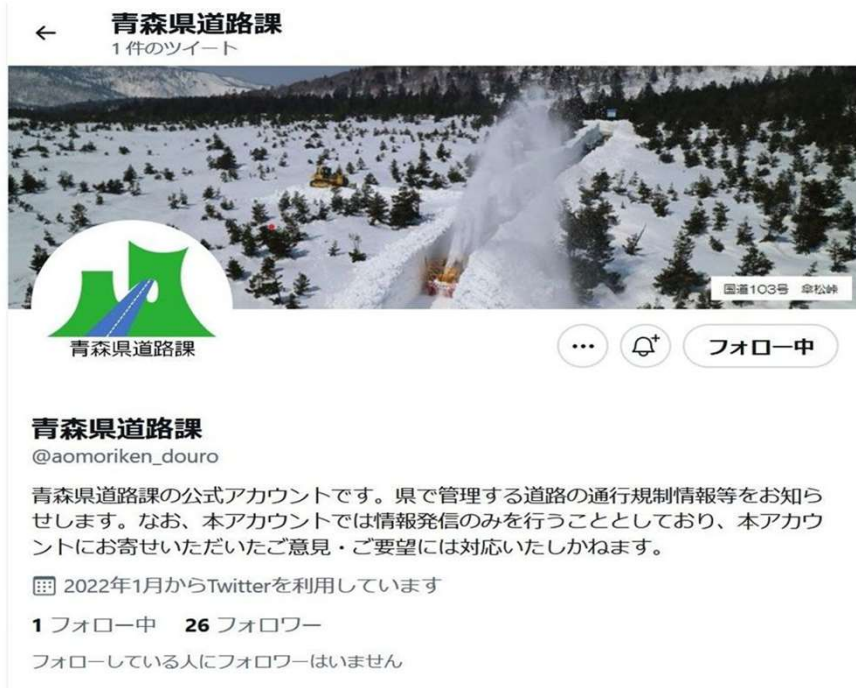 青森県道路課
1 件のツイート
国道103号 傘松峠
青森県道路課
フォロー中
青森県道路課
@aomoriken_douro
青森県道路課の公式アカウントです。県で管理する道路の通行規制情報等をお知ら
せします。なお、本アカウントでは情報発信のみを行うこととしており、本アカウ
ントにお寄せいただいたご意見・ご要望には対応いたしかねます。
2022年1月からTwitterを利用しています
1 フォロー中 26 フォロワー
フォローしている人にフォロワーはいません